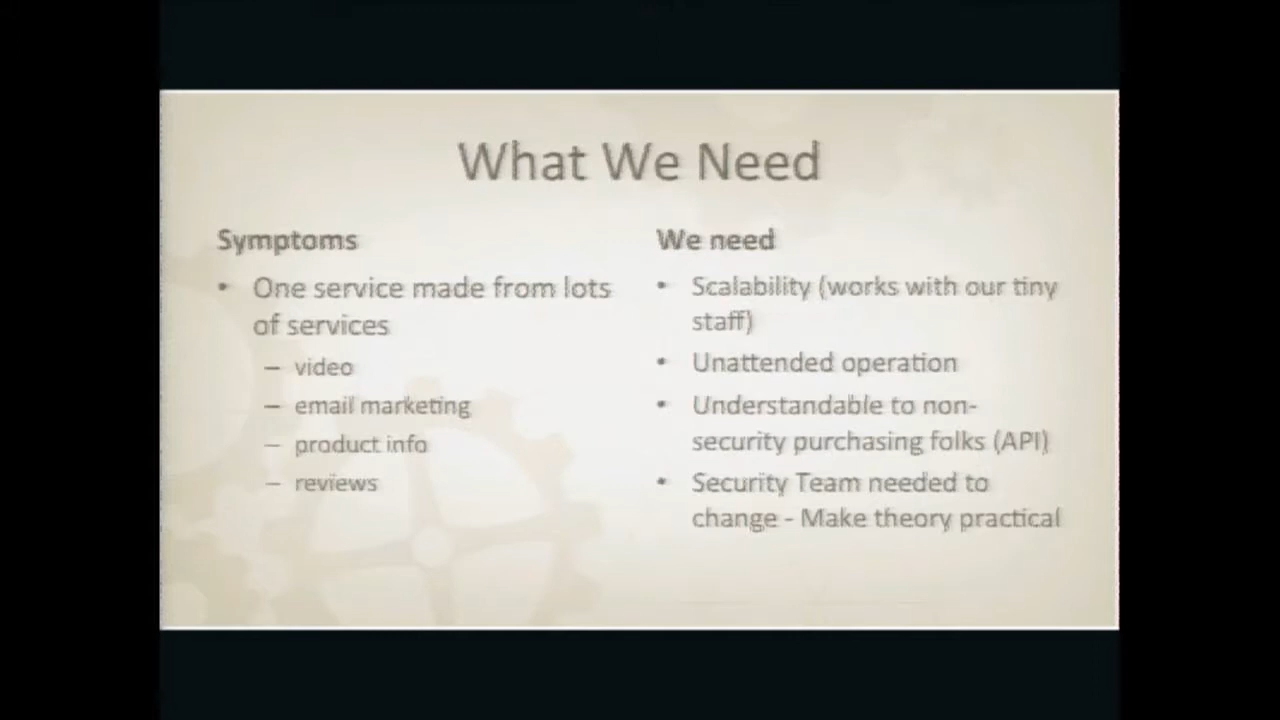 What We Need
Symptoms
• One service made from lots
of services
– video
– email marketing
– product info
– reviews
We need
• Scalability (works with our tiny
staff)
• Unattended operation
• Understandable to non-
security purchasing folks (API)
• Security Team needed to
change - Make theory practical